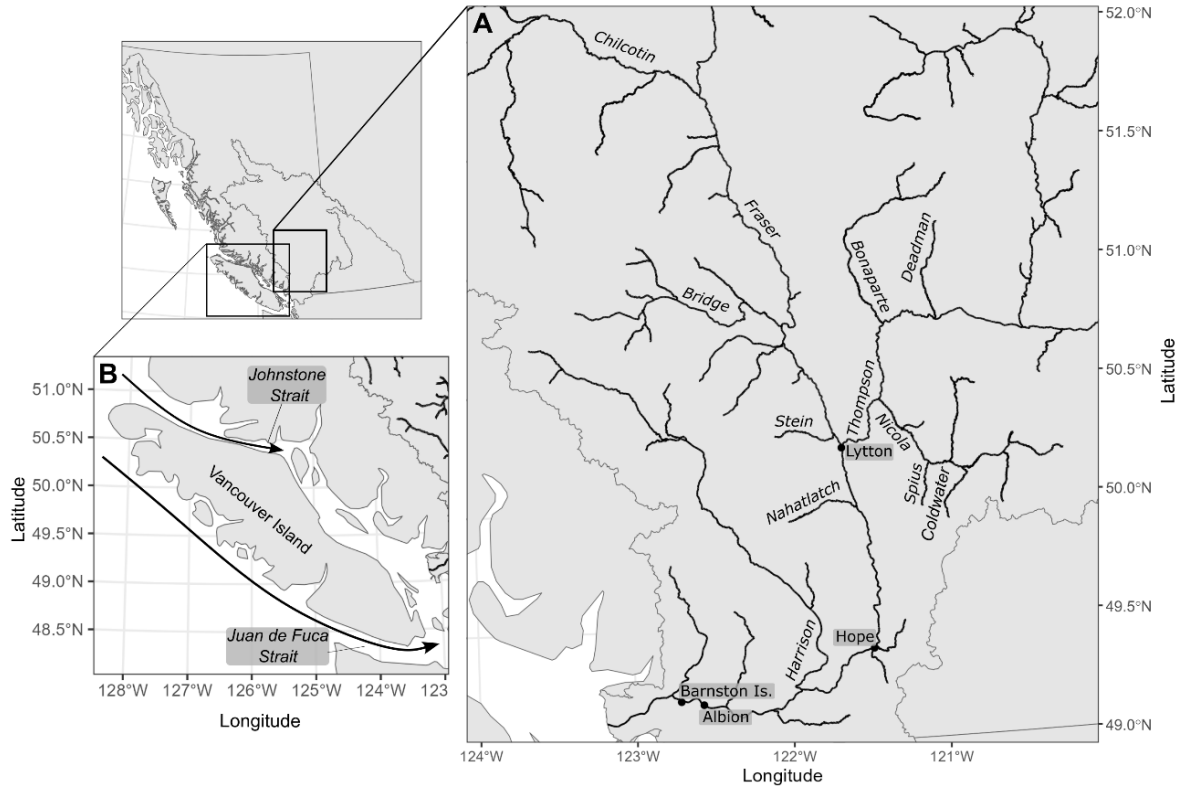 A
52.0°N
51.5°N
51.0°N
50.5°N
50.0°N
49.5°N
49.0°N
Latitude
Chilcotin
Fraser
Bridge
Bonaparte
Deadman
Thompson
Nicola
Stein
Lytton
Spius
Coldwater
Nahatlatch
Harrison
Hope
Barnston Is.
Albion
124°W
123°W
122°W
121°W
Longitude
B
51.0°N
50.5°N
50.0°N
49.5°N
49.0°N
48.5°N
Latitude
Johnstone
Strait
Vancouver Island
Juan de Fuca
Strait
128°W
127°W
126°W
125°W
124°W
123
Longitude